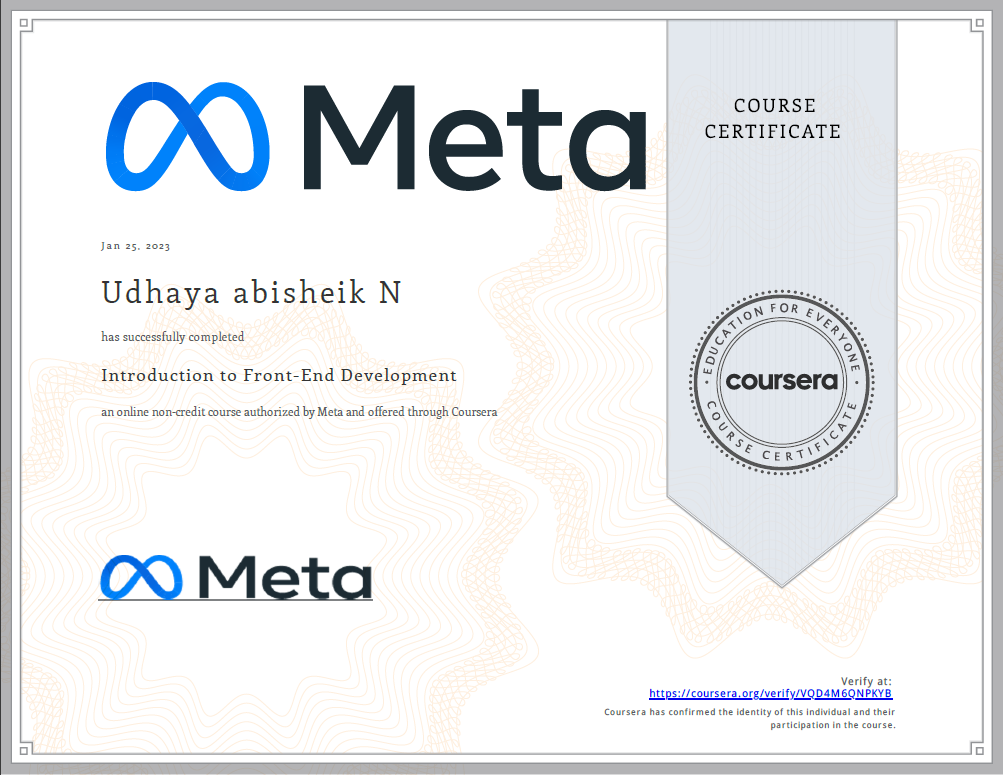 Meta
COURSE
CERTIFICATE
Jan 25, 2023
Udhaya abisheik N
has successfully completed
Introduction to Front-End Development
an online non-credit course authorized by Meta and offered through Coursera
EDUCATION FOR EVERYONE
coursera
COURSE CERTIFICATE
Meta
Verify at:
https://coursera.org/verify/VQD4M6QNPKYB
Coursera has confirmed the identity of this individual and their
participation in the course.